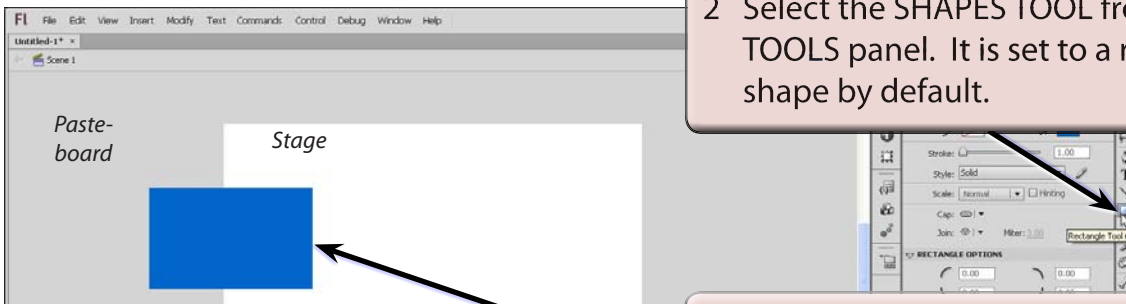 Fl File Edit View Insert Modify Text Commands Control Debug Window Help
Untitled-1* ×
Scene 1
2 Select the SHAPES TOOL
TOOLS panel. It is set to a
shape by default.
Paste-
board
Stage
Stroke: 1.00
Style: Solid
Scale: Normal Hinting
Cap:
Join: Miter: 3.00
Rectangle Tool
RECTANGLE OPTIONS
0.00 0.00